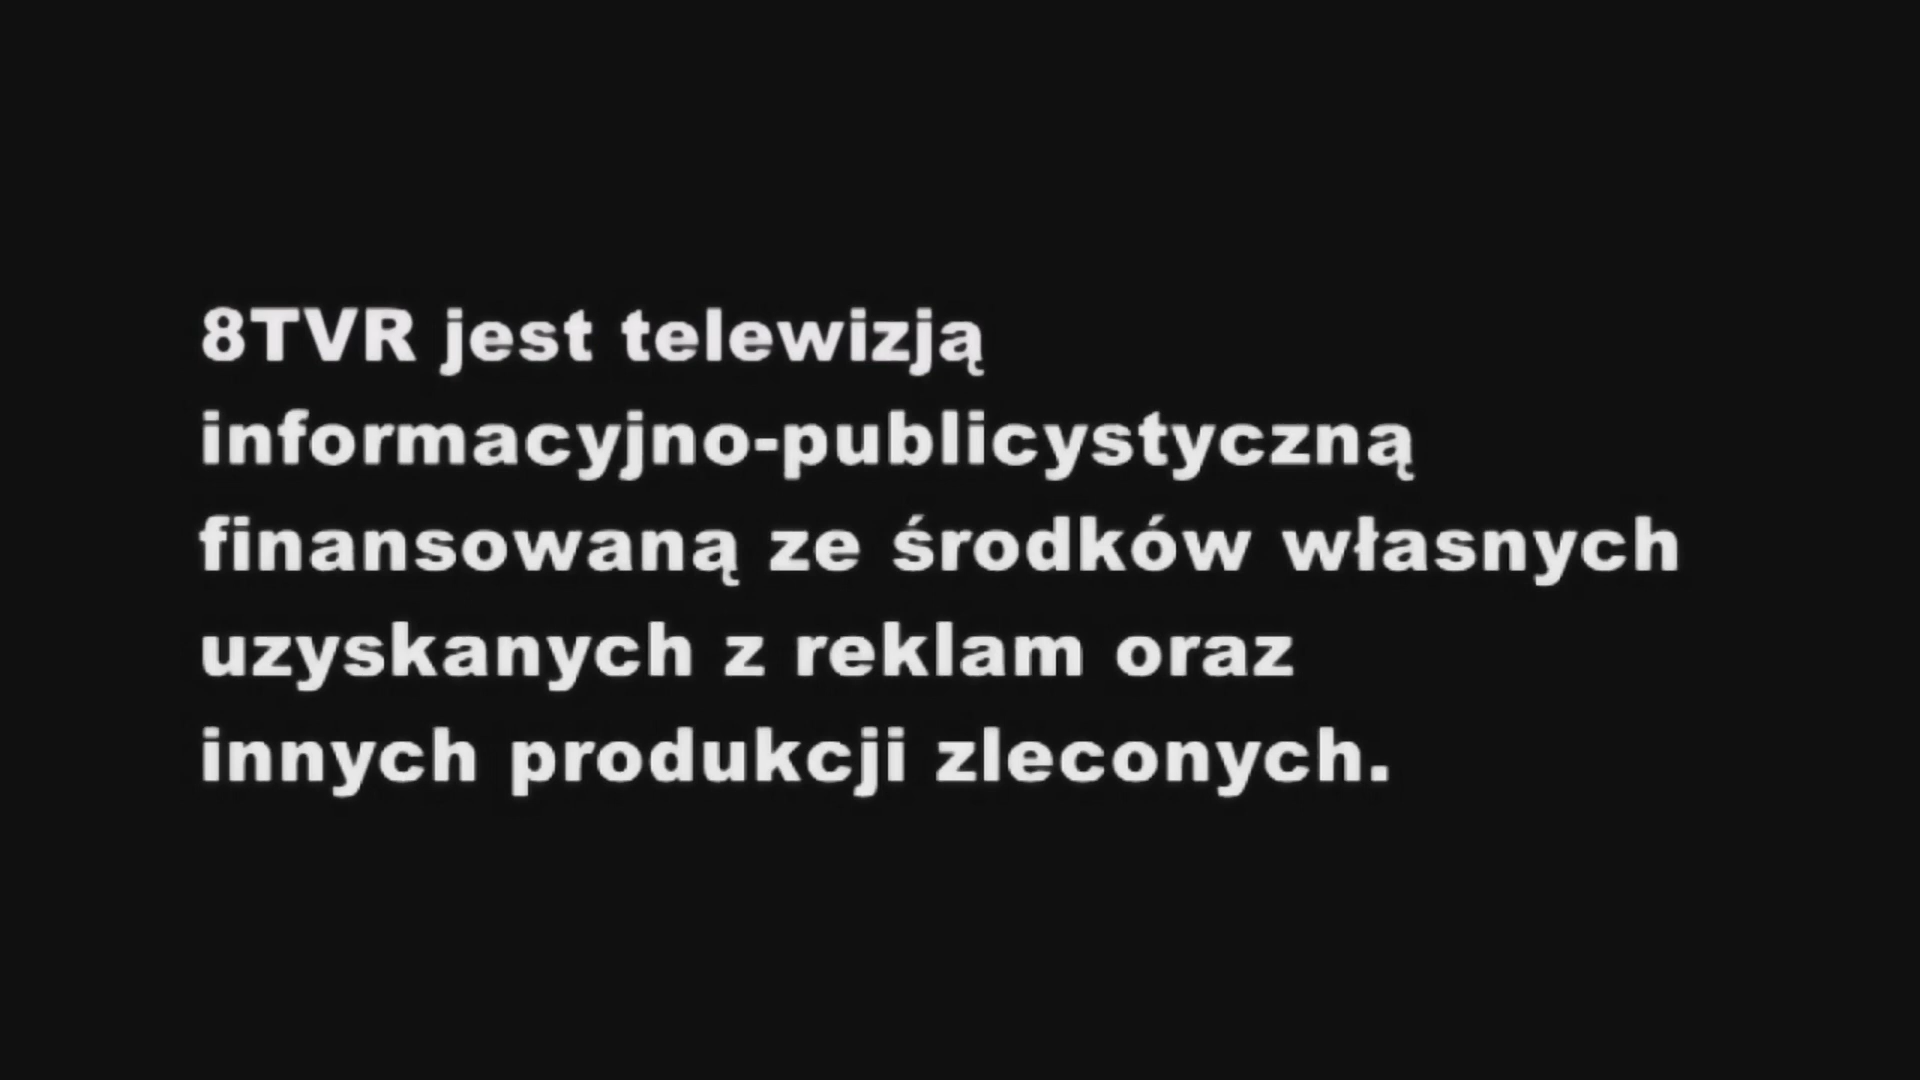 8TVR jest telewizją
informacyjno-publicystyczną
finansowaną ze środków własnych
uzyskanych z reklam oraz
innych produkcji zleconych.